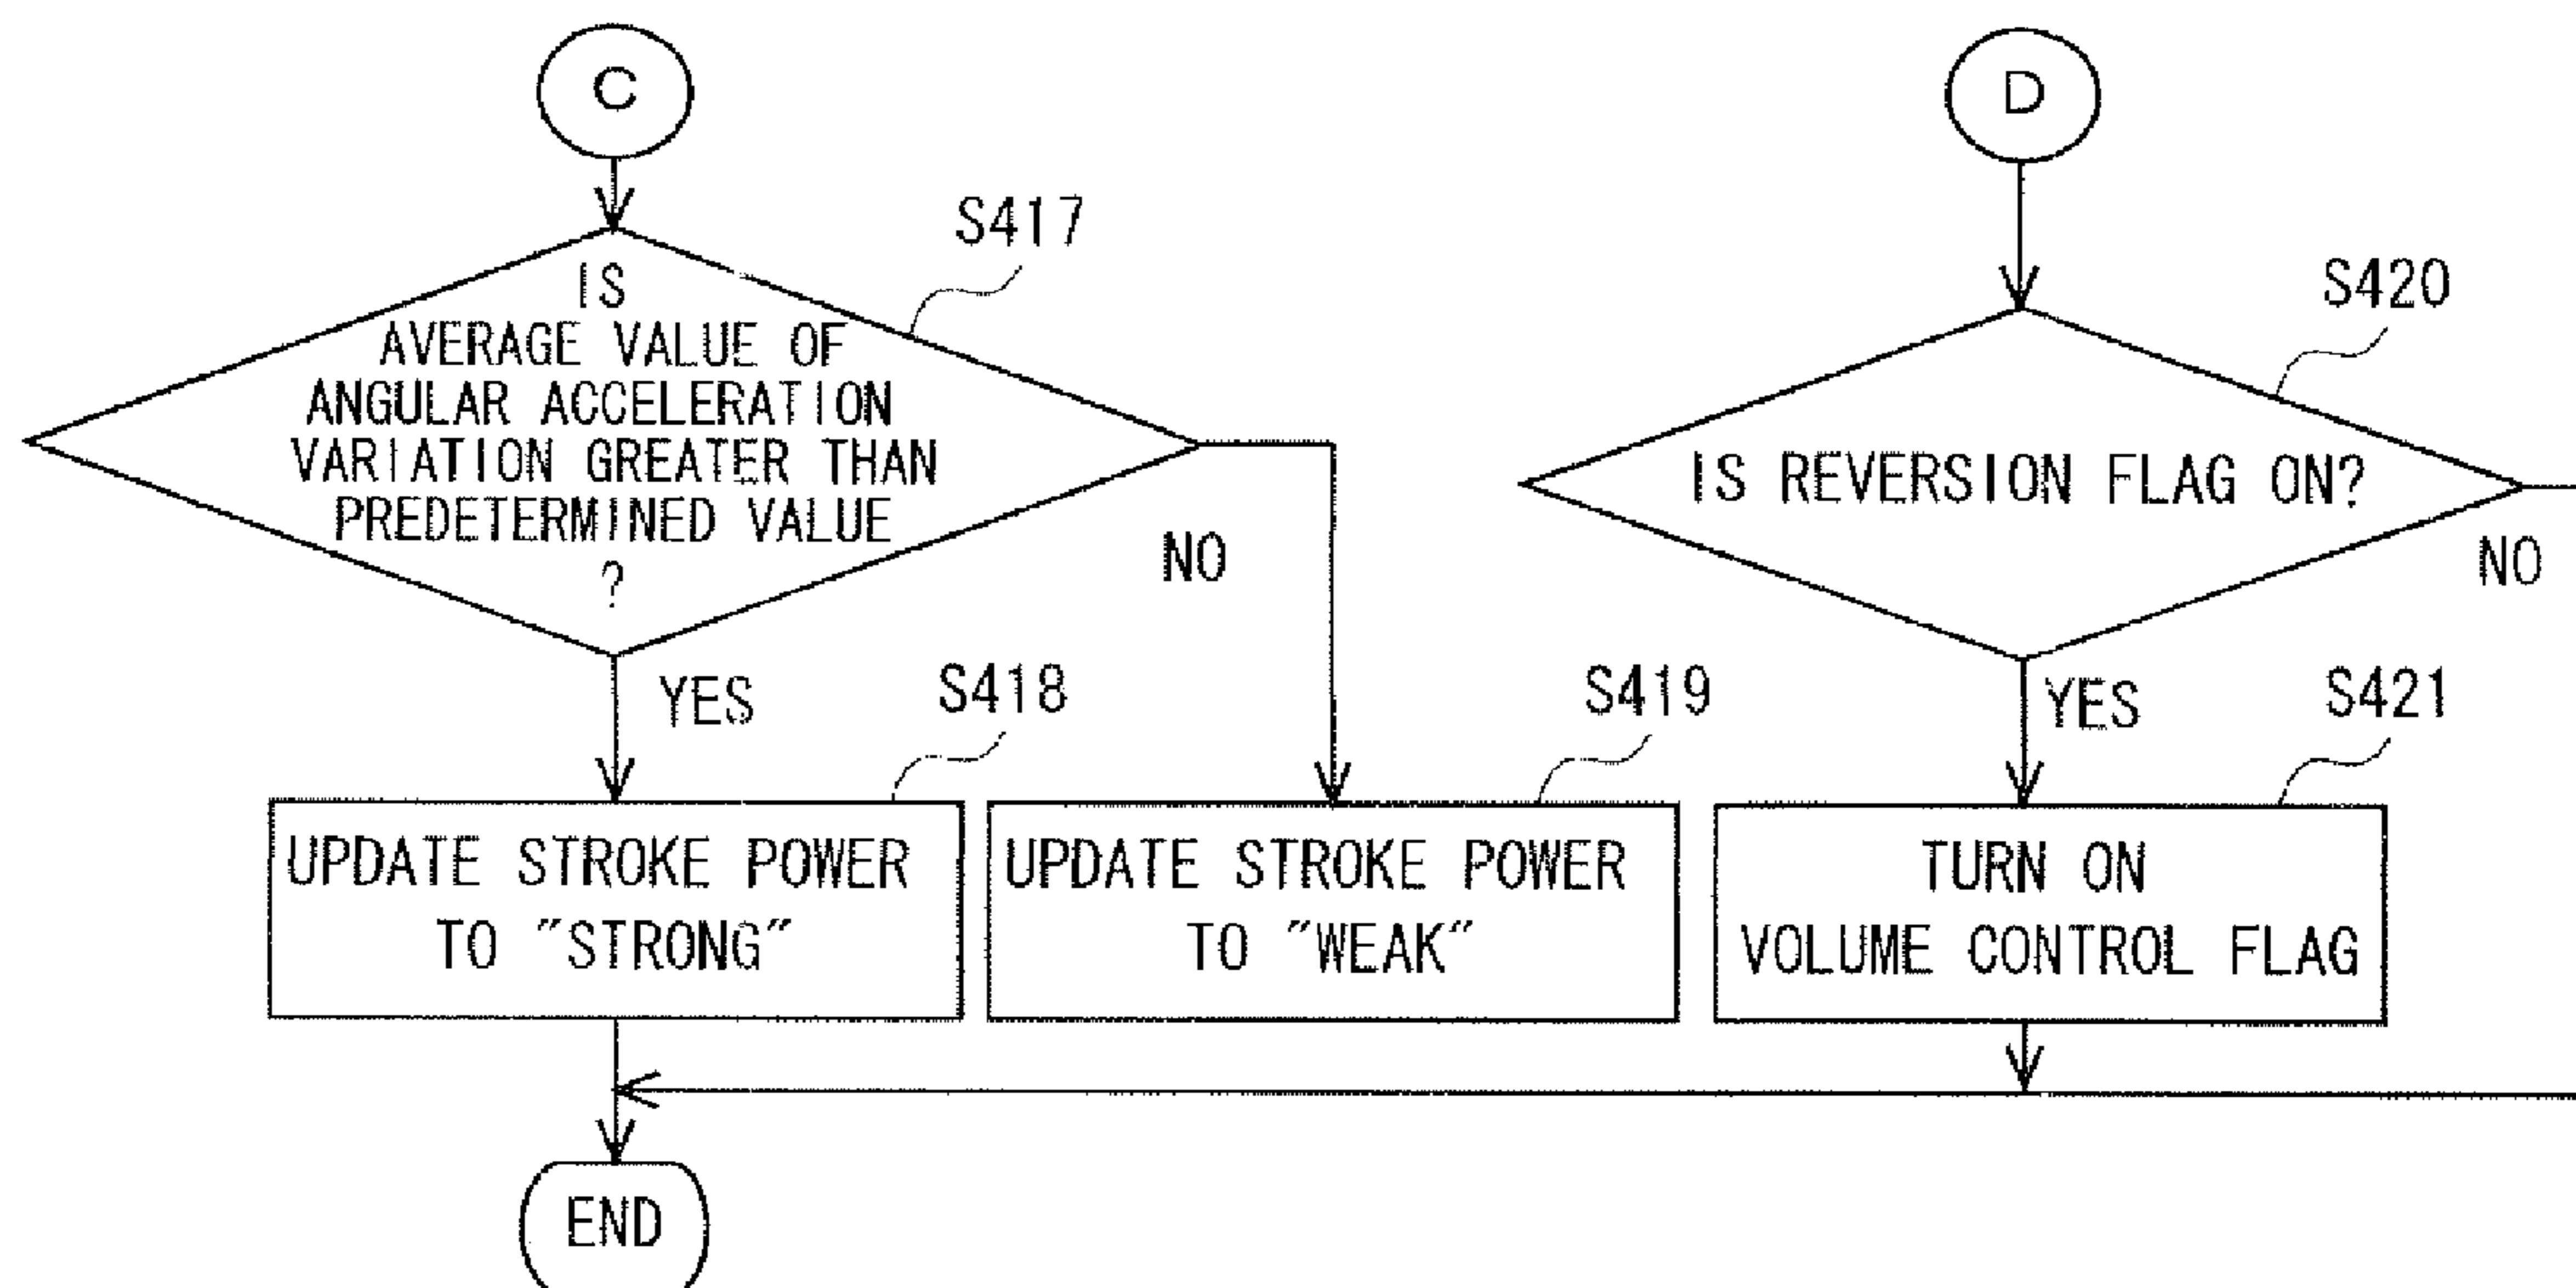 C
S417
IS
AVERAGE VALUE OF
ANGULAR ACCELERATION
VARIATION GREATER THAN
PREDETERMINED VALUE
?
NO
YES
S418
UPDATE STROKE POWER
TO "STRONG"
S419
UPDATE STROKE POWER
TO "WEAK"
D
S420
IS REVERSION FLAG ON?
NO
YES
S421
TURN ON
VOLUME CONTROL FLAG
END